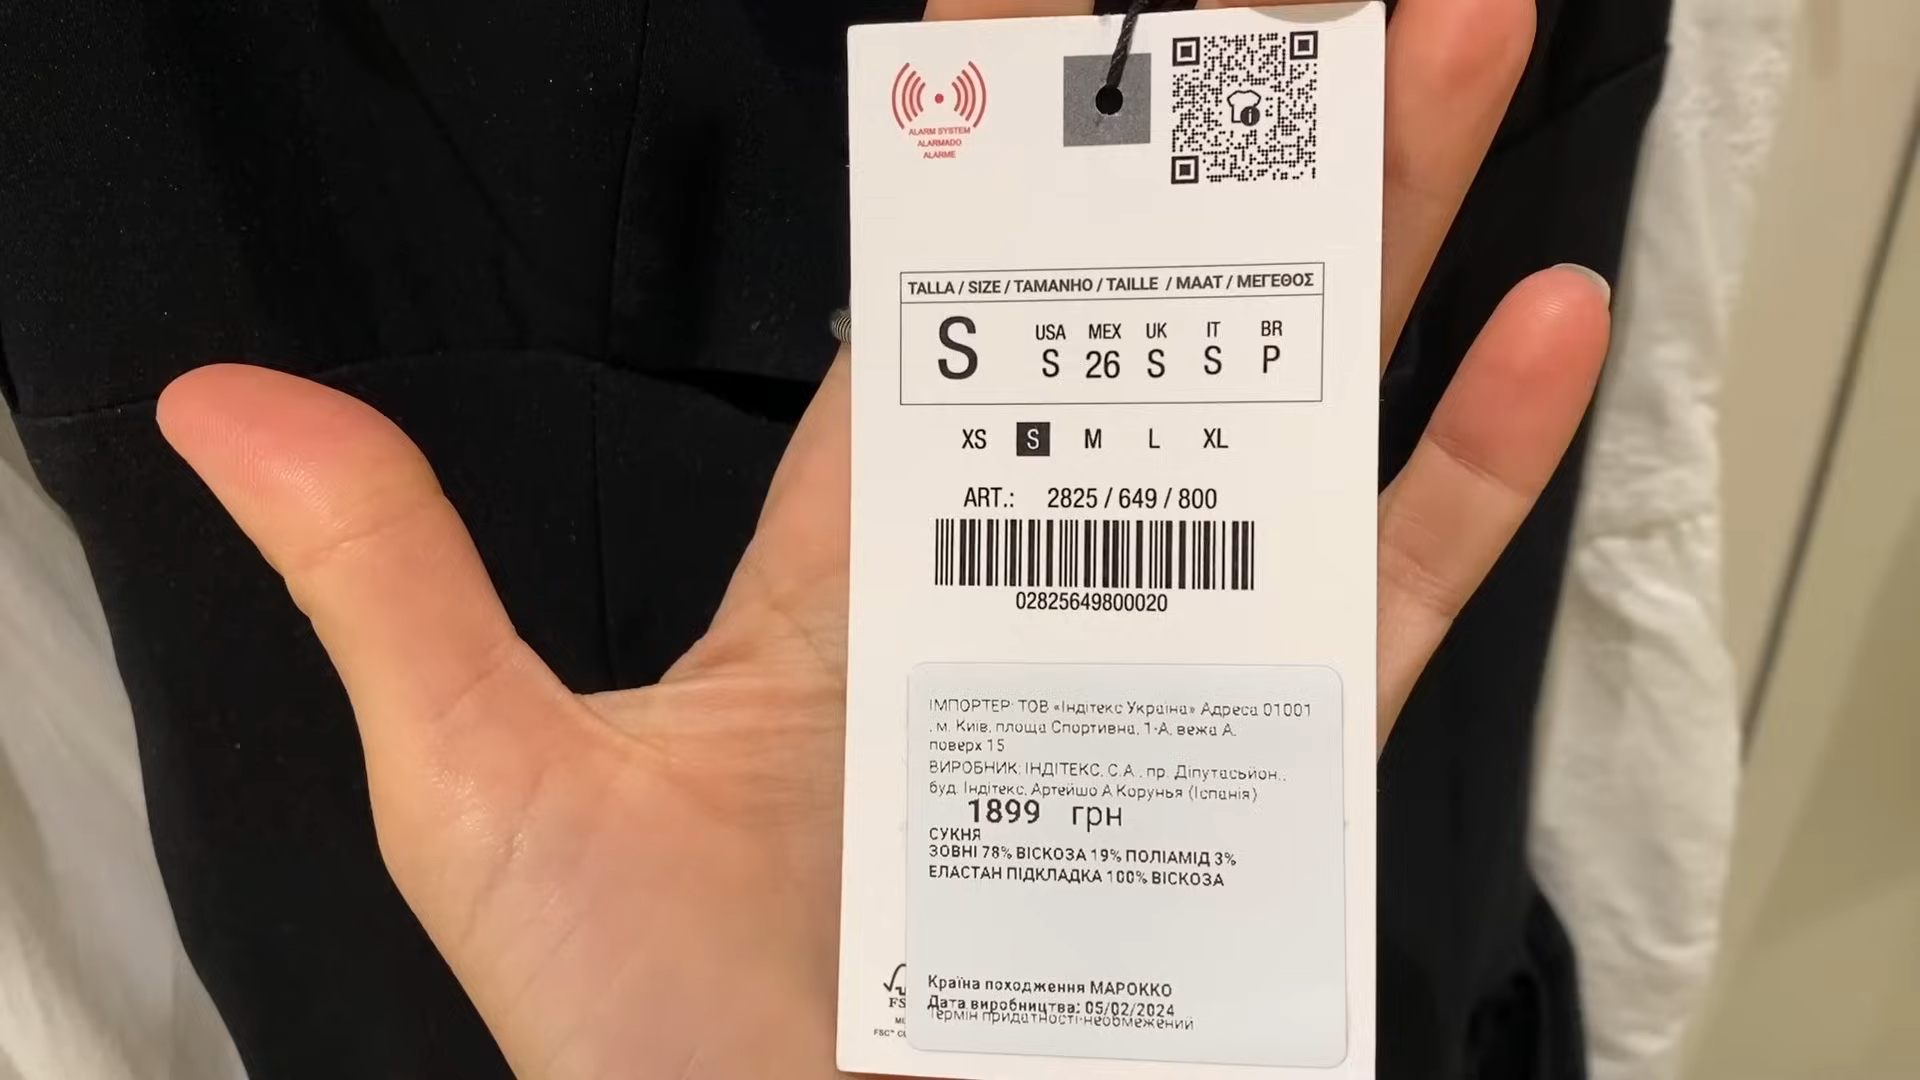 ALARM SYSTEM
ALARMADO
ALARME
TALLA / SIZE / TAMANHO / TAILLE / MAAT / ΜΕΓΕΘΟΣ
S
USA MEX UK IT BR
S 26 S S P
XS S M L XL
ART.: 2825 / 649 / 800
02825649800020
ІМПОРТЕР: ТОВ «Індітекс Україна» Адреса 01001
, м. Київ, площа Спортивна, 1-А, вежа А,
поверх 15
ВИРОБНИК: ІНДІТЕКС, С.А., пр. Діпутасьйон.,
буд. Індітекс, Артейшо А Корунья (Іспанія)
1899 грн
СУКНЯ
ЗОВНІ 78% ВІСКОЗА 19% ПОЛІАМІД 3%
ЕЛАСТАН ПІДКЛАДКА 100% ВІСКОЗА
Країна походження МАРОККО
Дата виробництва: 05/02/2024
Термін придатності необмежений
FS